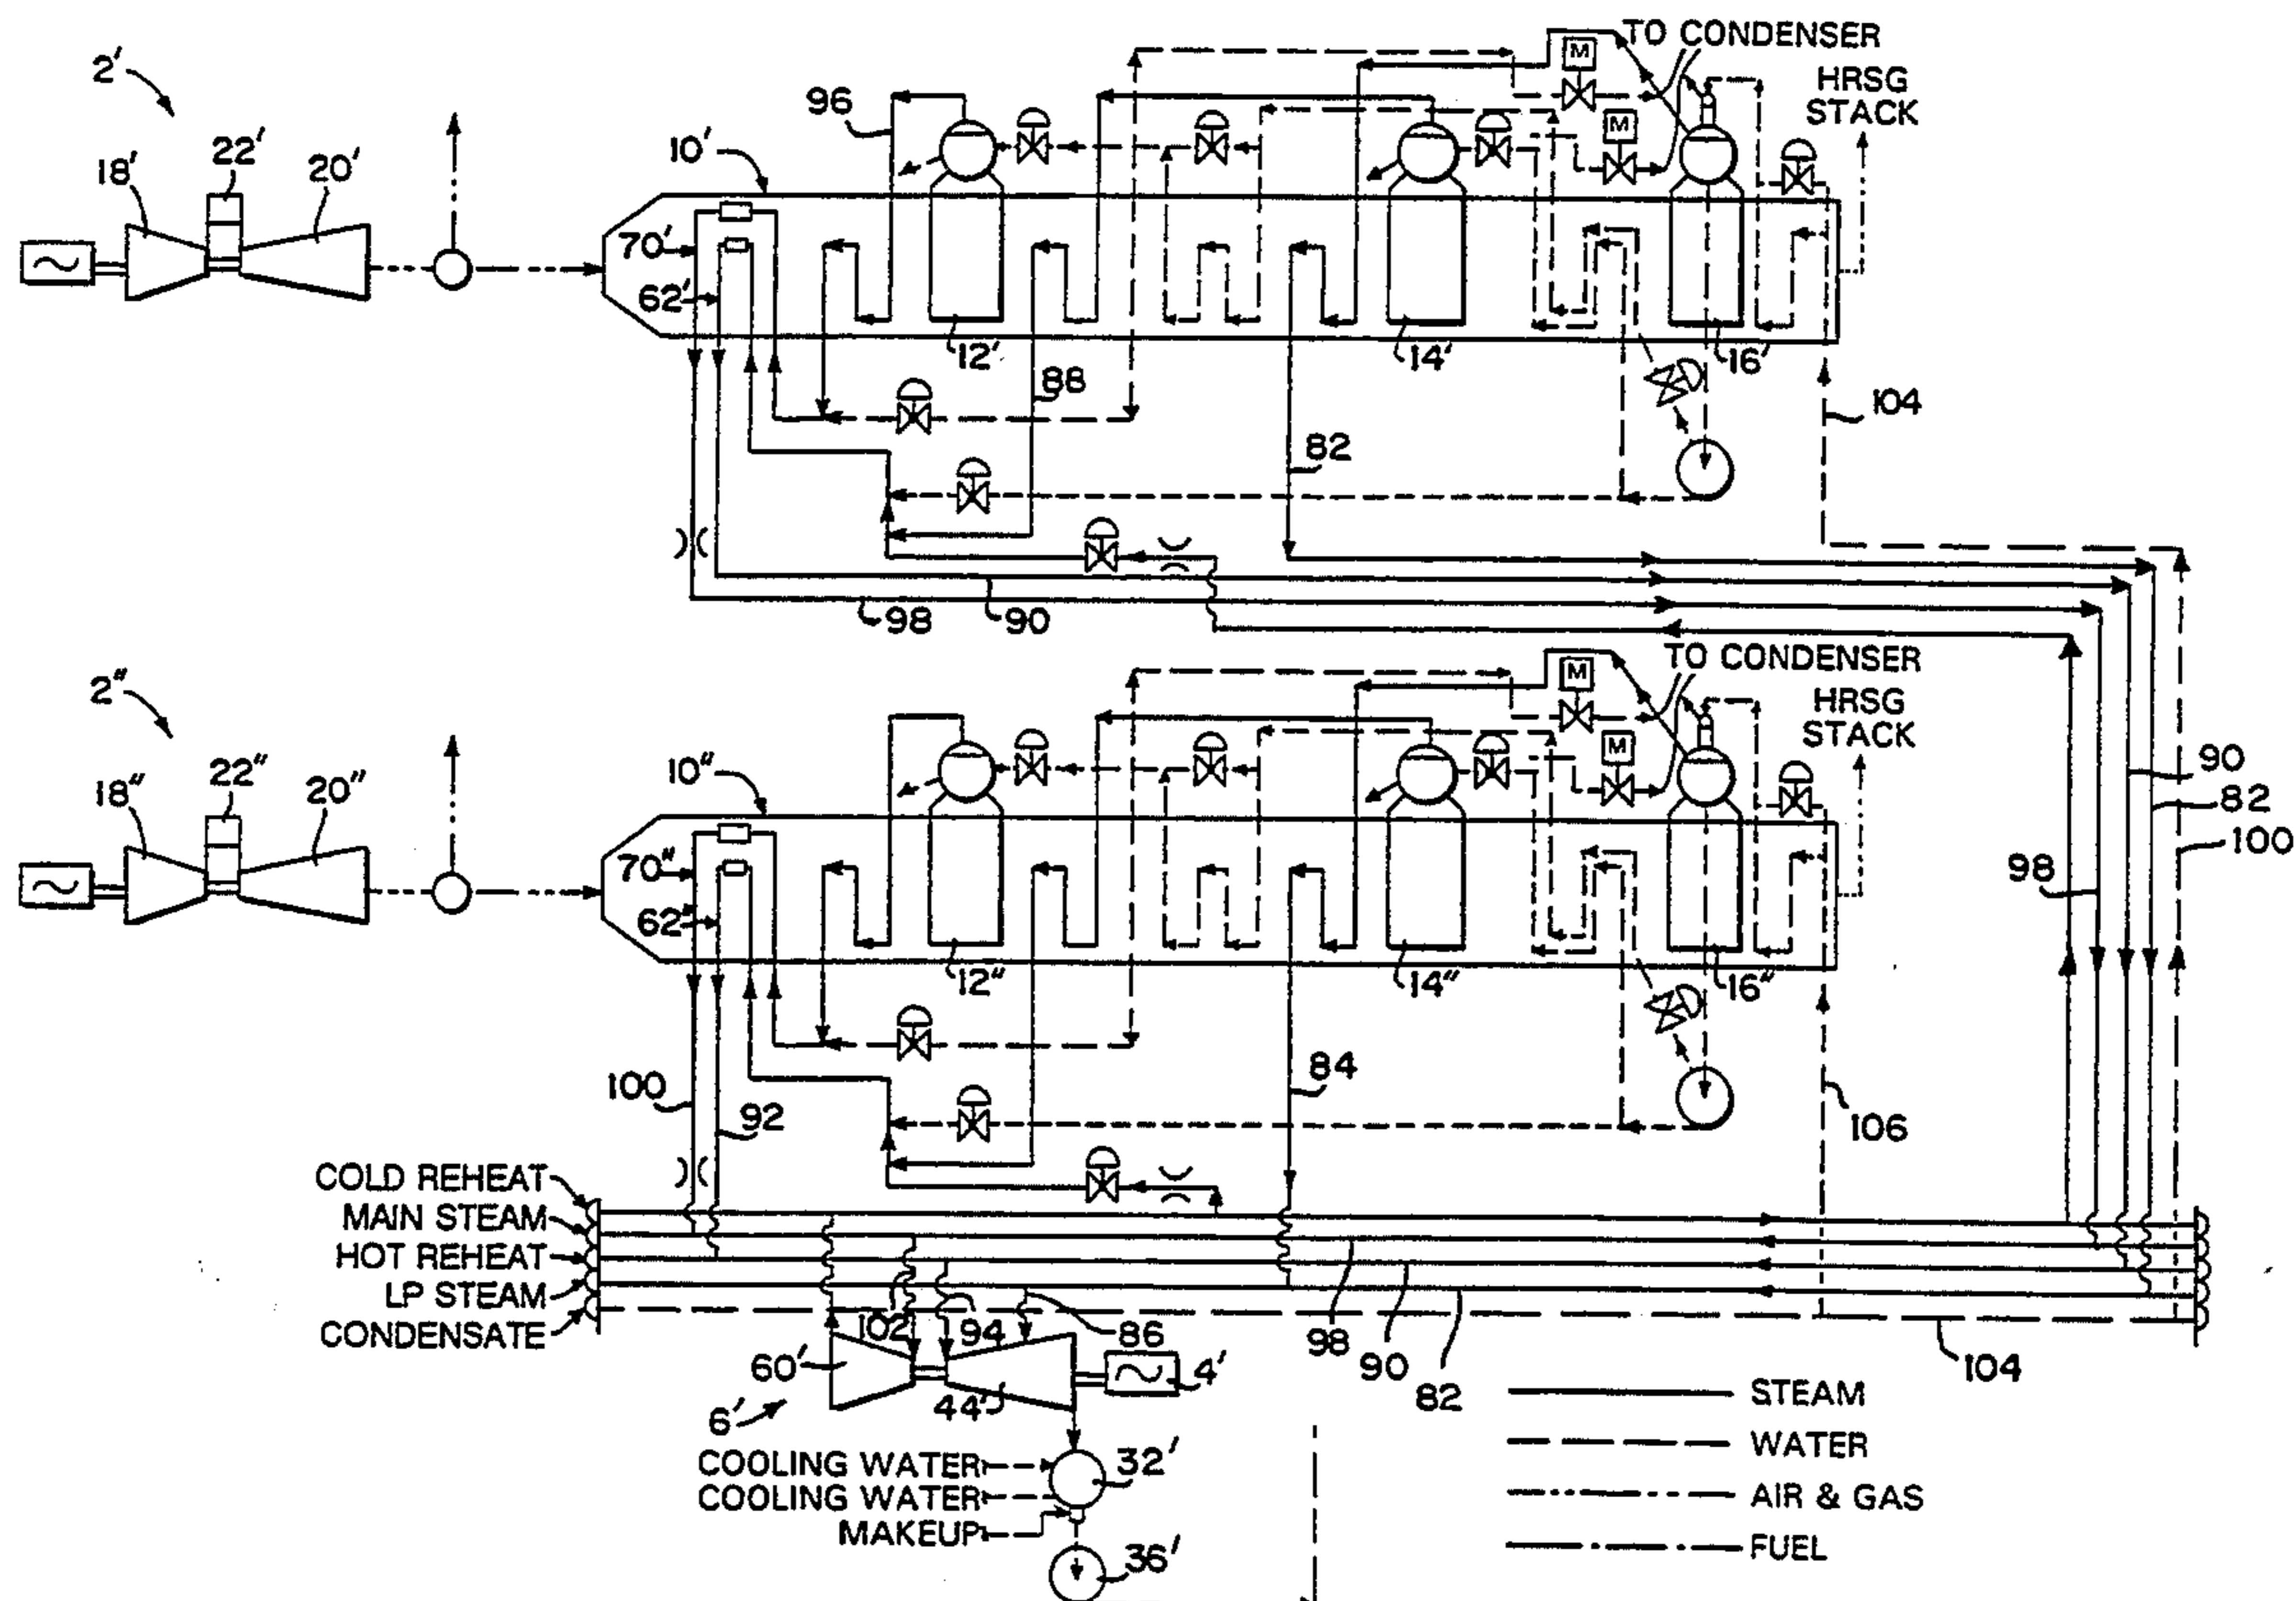 TO CONDENSER
HRSG
STACK
2'
18'
22'
20'
96
10'
M
M
70'
62'
12'
14'
16'
88
82
104
98
90
TO CONDENSER
HRSG
STACK
2"
18"
22"
20"
10"
M
M
90
82
100
98
70"
62"
12"
14"
16"
100
92
84
106
COLD REHEAT
MAIN STEAM
HOT REHEAT
LP STEAM
CONDENSATE
102
94
86
98
90
82
104
60'
44'
4'
6'
COOLING WATER
COOLING WATER
MAKEUP
32'
36'
STEAM
WATER
AIR & GAS
FUEL